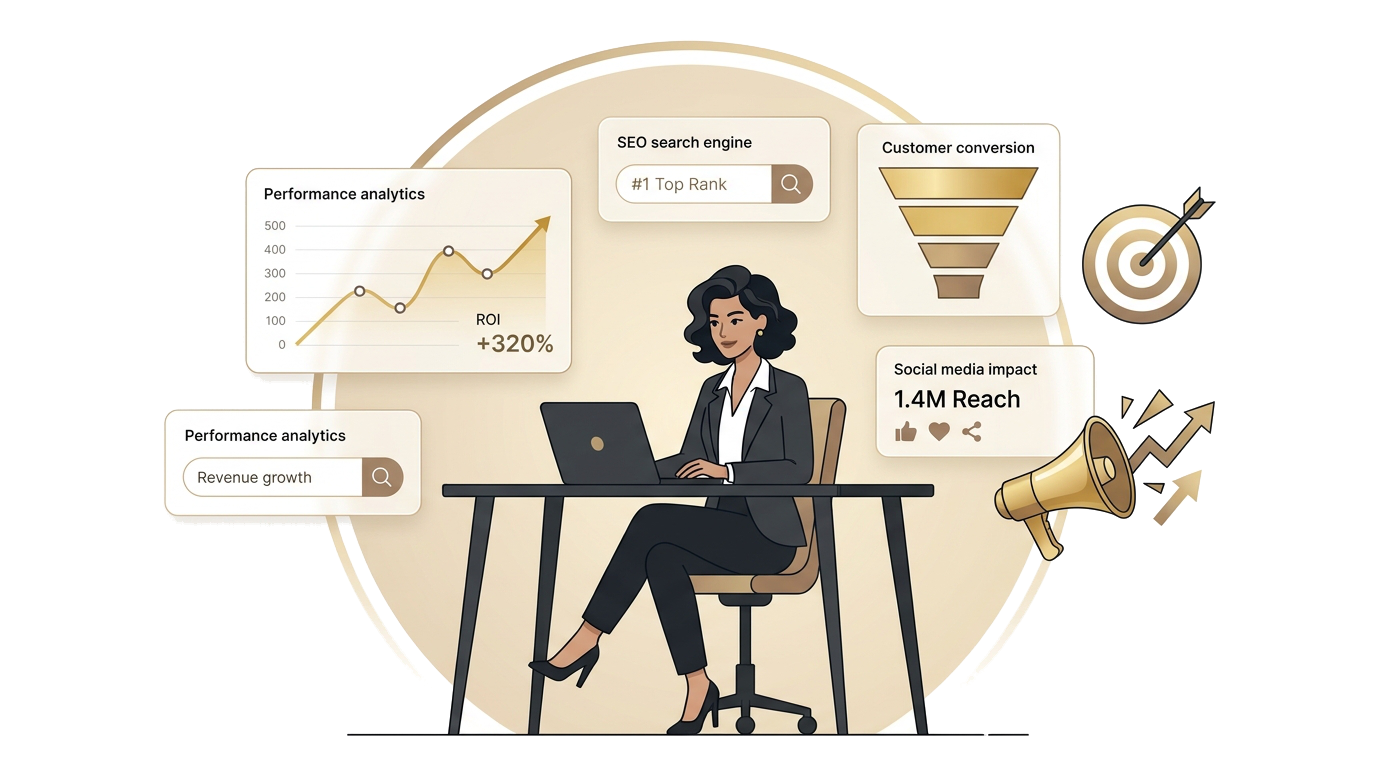 SEO search engine
#1 Top Rank
Customer conversion
Performance analytics
500
400
300
200
100
0
ROI
+320%
Social media impact
1.4M Reach
Performance analytics
Revenue growth